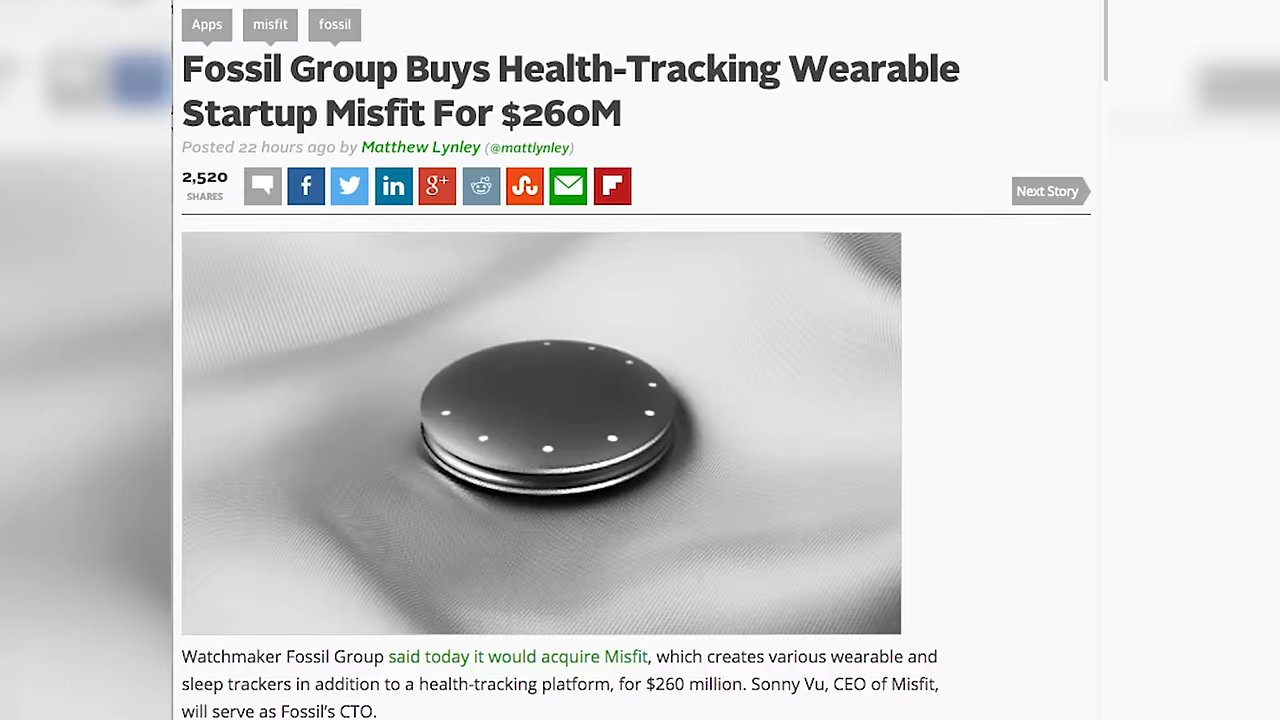 Apps misfit fossil
Fossil Group Buys Health-Tracking Wearable
Startup Misfit For $260M
Posted 22 hours ago by Matthew Lynley (@mattlynley)
2,520
SHARES
f in g+
Next Story
Watchmaker Fossil Group said today it would acquire Misfit, which creates various wearable and
sleep trackers in addition to a health-tracking platform, for $260 million. Sonny Vu, CEO of Misfit,
will serve as Fossil's CTO.